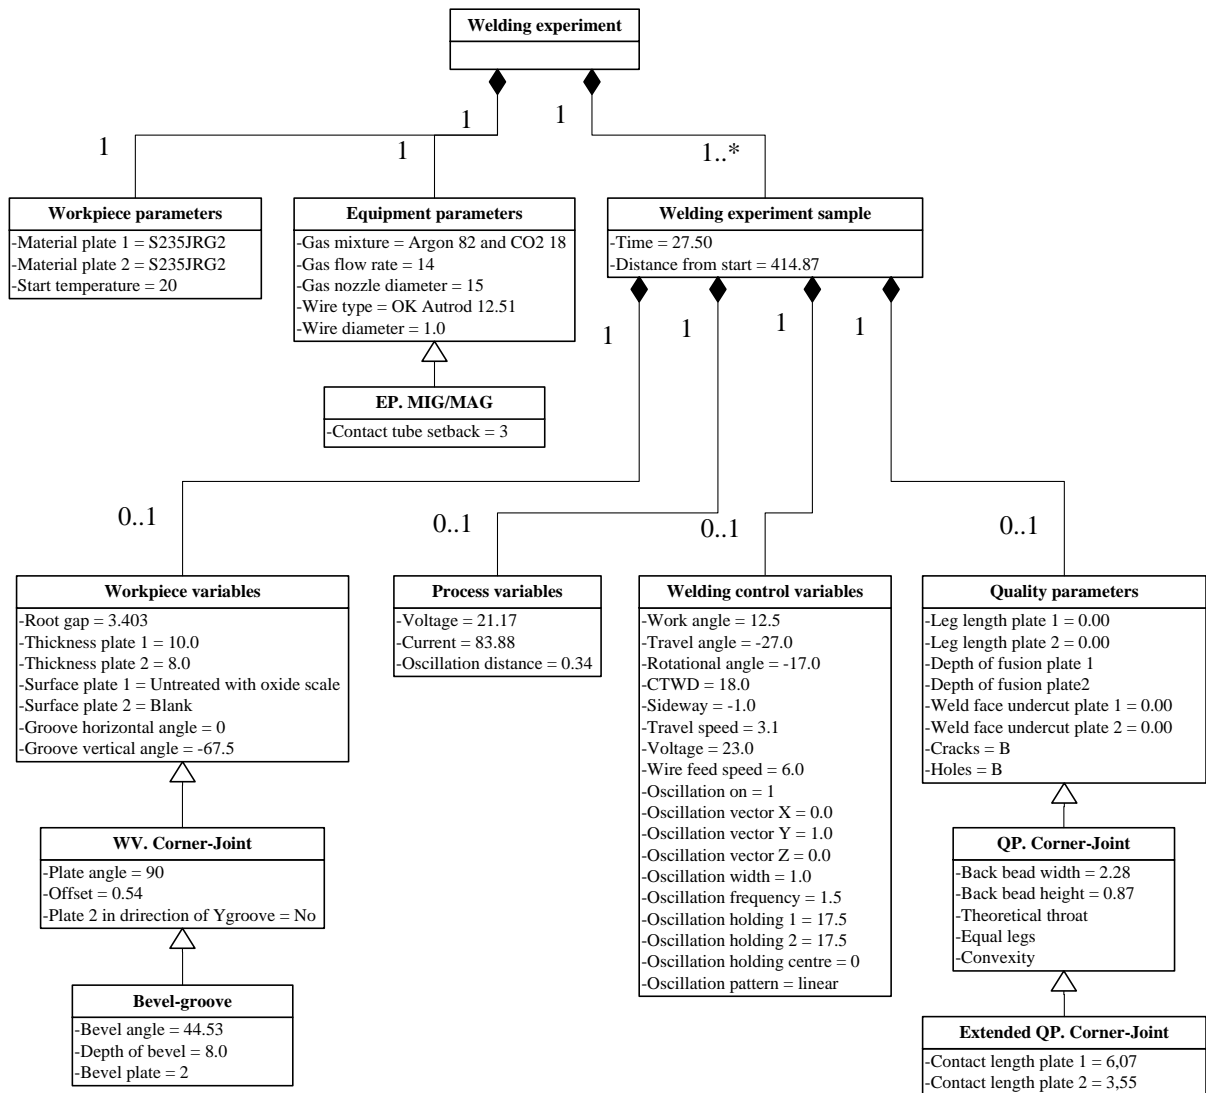 Welding experiment
1
1
1
1
1..*
Workpiece parameters
-Material plate 1 = S235JRG2
-Material plate 2 = S235JRG2
-Start temperature = 20
Equipment parameters
-Gas mixture = Argon 82 and CO2 18
-Gas flow rate = 14
-Gas nozzle diameter = 15
-Wire type = OK Autrod 12.51
-Wire diameter = 1.0
Welding experiment sample
-Time = 27.50
-Distance from start = 414.87
1
1
1
1
EP. MIG/MAG
-Contact tube setback = 3
0..1
0..1
0..1
0..1
Workpiece variables
-Root gap = 3.403
-Thickness plate 1 = 10.0
-Thickness plate 2 = 8.0
-Surface plate 1 = Untreated with oxide scale
-Surface plate 2 = Blank
-Groove horizontal angle = 0
-Groove vertical angle = -67.5
Process variables
-Voltage = 21.17
-Current = 83.88
-Oscillation distance = 0.34
Welding control variables
-Work angle = 12.5
-Travel angle = -27.0
-Rotational angle = -17.0
-CTWD = 18.0
-Sideway = -1.0
-Travel speed = 3.1
-Voltage = 23.0
-Wire feed speed = 6.0
-Oscillation on = 1
-Oscillation vector X = 0.0
-Oscillation vector Y = 1.0
-Oscillation vector Z = 0.0
-Oscillation width = 1.0
-Oscillation frequency = 1.5
-Oscillation holding 1 = 17.5
-Oscillation holding 2 = 17.5
-Oscillation holding centre = 0
-Oscillation pattern = linear
Quality parameters
-Leg length plate 1 = 0.00
-Leg length plate 2 = 0.00
-Depth of fusion plate 1
-Depth of fusion plate2
-Weld face undercut plate 1 = 0.00
-Weld face undercut plate 2 = 0.00
-Cracks = B
-Holes = B
WV. Corner-Joint
-Plate angle = 90
-Offset = 0.54
-Plate 2 in drirection of Ygroove = No
QP. Corner-Joint
-Back bead width = 2.28
-Back bead height = 0.87
-Theoretical throat
-Equal legs
-Convexity
Bevel-groove
-Bevel angle = 44.53
-Depth of bevel = 8.0
-Bevel plate = 2
Extended QP. Corner-Joint
-Contact length plate 1 = 6,07
-Contact length plate 2 = 3,55